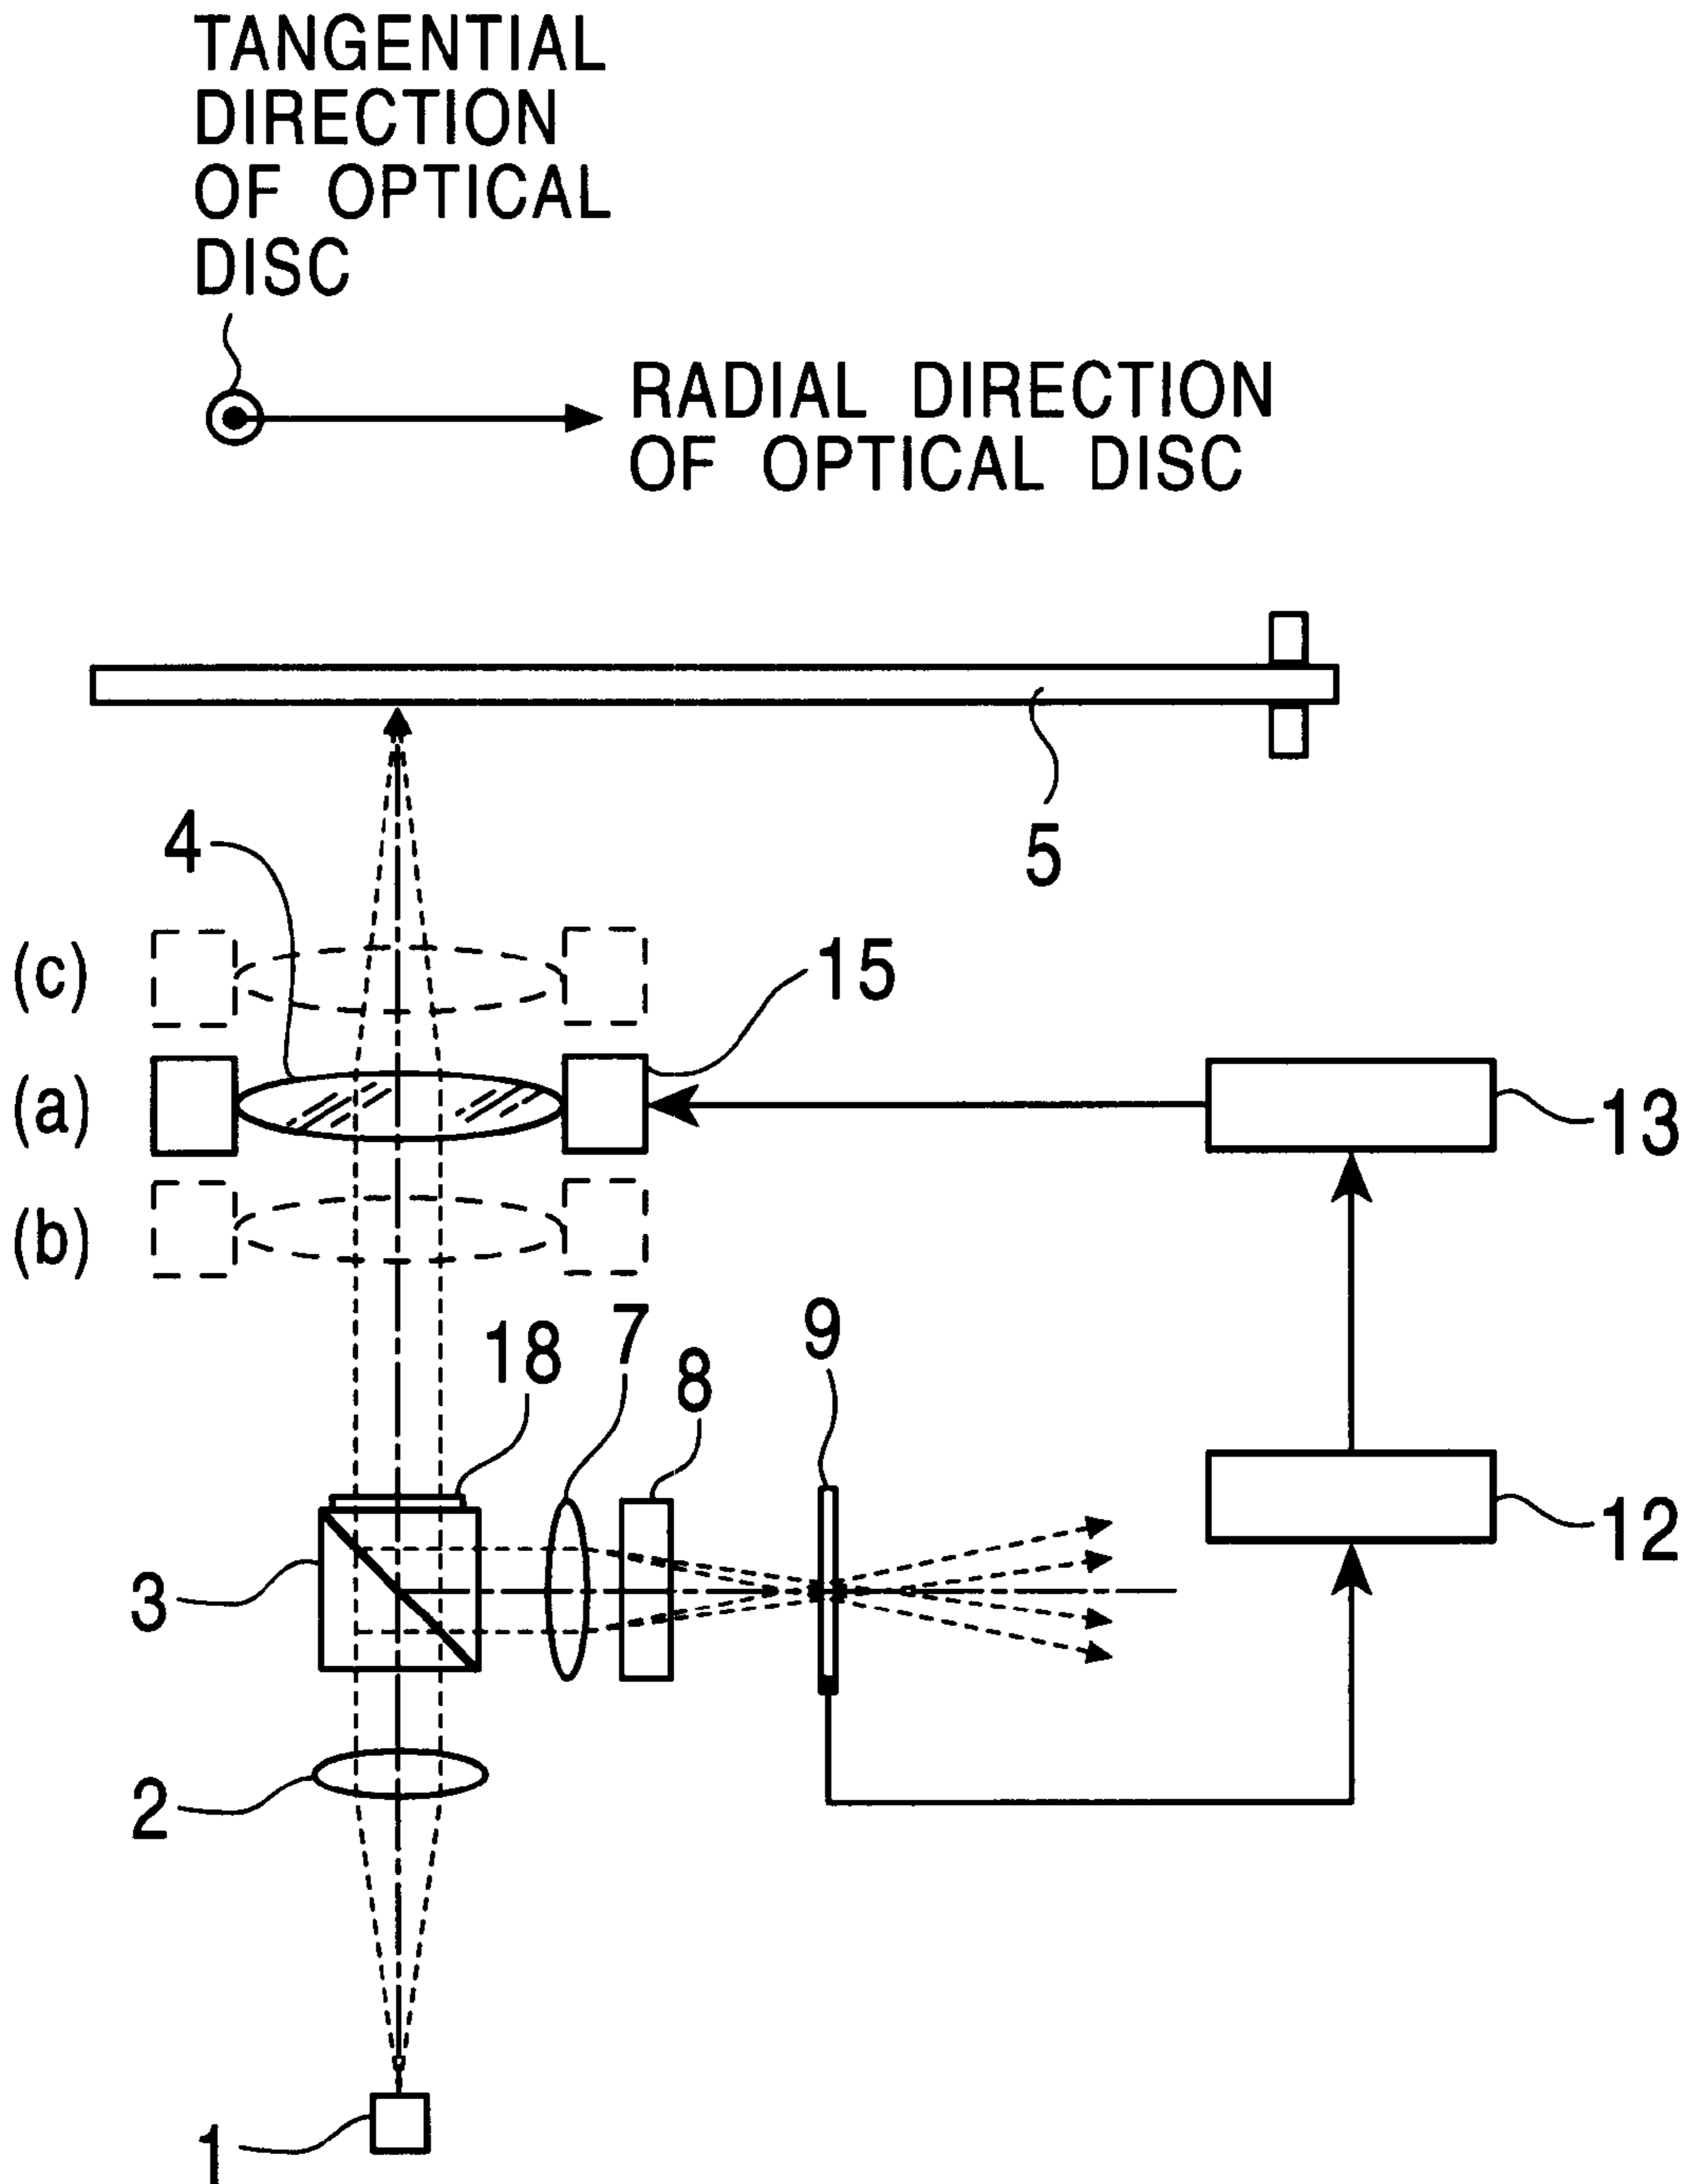 TANGENTIAL
DIRECTION
OF OPTICAL
DISC
RADIAL DIRECTION
OF OPTICAL DISC
5
4
(c)
15
(a)
13
(b)
7
9
18
8
12
3
2
1